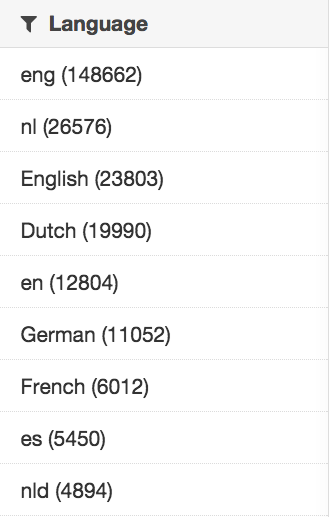 Language
eng (148662)
nl (26576)
English (23803)
Dutch (19990)
en (12804)
German (11052)
French (6012)
es (5450)
nld (4894)